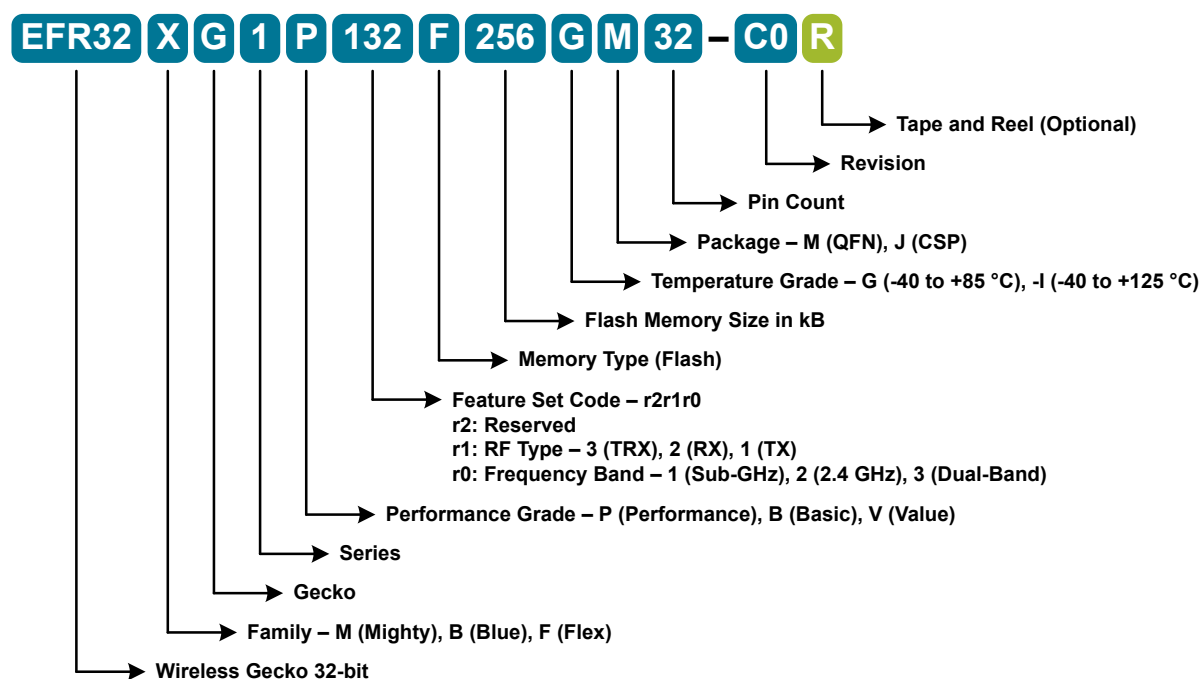 EFR32 X G 1 P 132 F 256 G M 32 – C0 R
Tape and Reel (Optional)
Revision
Pin Count
Package – M (QFN), J (CSP)
Temperature Grade – G (-40 to +85 °C), -I (-40 to +125 °C)
Flash Memory Size in kB
Memory Type (Flash)
Feature Set Code – r2r1r0
r2: Reserved
r1: RF Type – 3 (TRX), 2 (RX), 1 (TX)
r0: Frequency Band – 1 (Sub-GHz), 2 (2.4 GHz), 3 (Dual-Band)
Performance Grade – P (Performance), B (Basic), V (Value)
Series
Gecko
Family – M (Mighty), B (Blue), F (Flex)
Wireless Gecko 32-bit